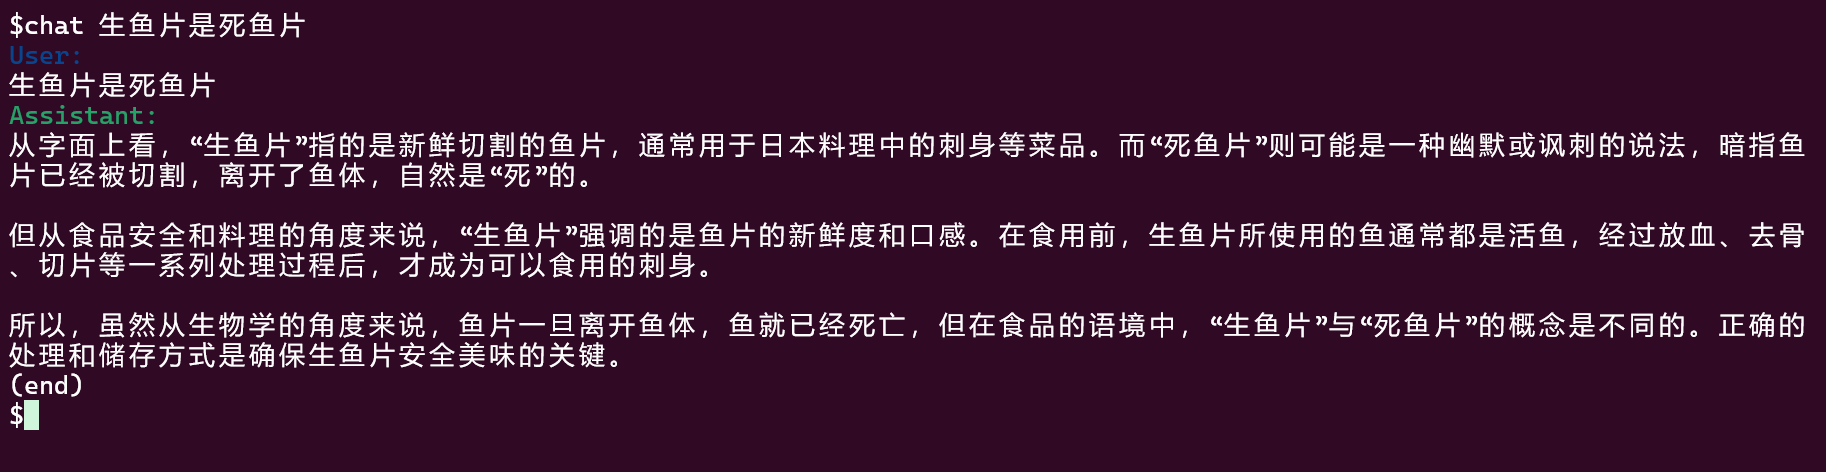 $chat 生鱼片是死鱼片
User:
生鱼片是死鱼片
Assistant:
从字面上看，“生鱼片”指的是新鲜切割的鱼片，通常用于日本料理中的刺身等菜品。而“死鱼片”则可能是一种幽默或讽刺的说法，暗指鱼
片已经被切割，离开了鱼体，自然是“死”的。
但从食品安全和料理的角度来说，“生鱼片”强调的是鱼片的新鲜度和口感。在食用前，生鱼片所使用的鱼通常都是活鱼，经过放血、去骨
、切片等一系列处理过程后，才成为可以食用的刺身。
所以，虽然从生物学的角度来说，鱼片一旦离开鱼体，鱼就已经死亡，但在食品的语境中，“生鱼片”与“死鱼片”的概念是不同的。正确的
处理和储存方式是确保生鱼片安全美味的关键。
(end)
$